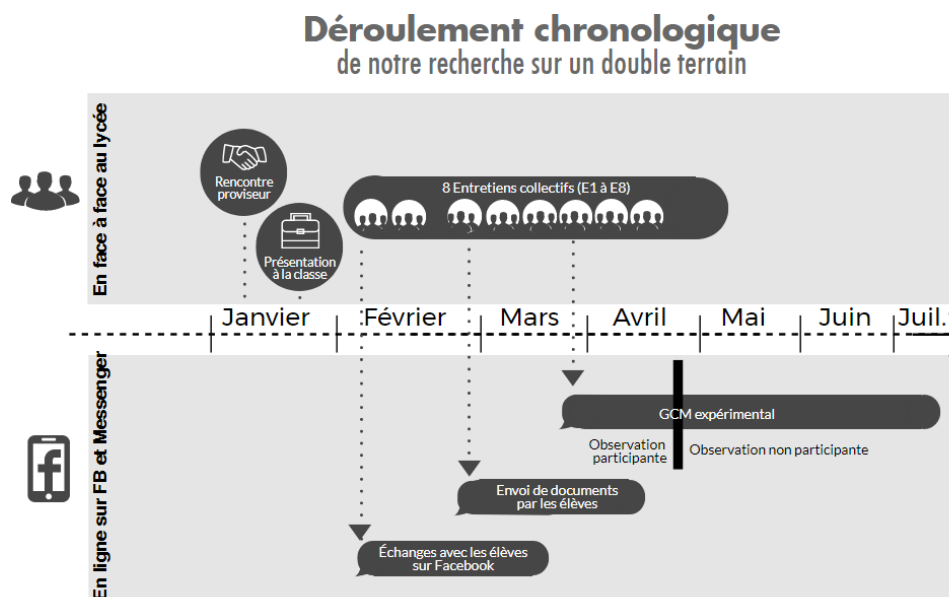 Déroulement chronologique
de notre recherche sur un double terrain
En face à face au lycée
Rencontre
proviseur
Présentation
à la classe
8 Entretiens collectifs (E1 à E8)
Janvier
Février
Mars
Avril
Mai
Juin
Juil.
En ligne sur FB et Messenger
GCM expérimental
Observation
participante
Observation non participante
Envoi de documents
par les élèves
Échanges avec les élèves
sur Facebook